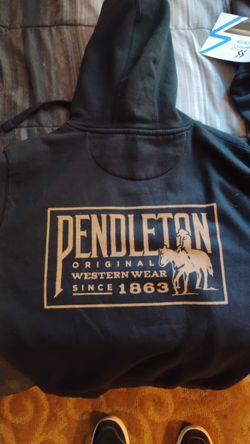 PENDLETON
ORIGINAL
WESTERN WEAR
SINCE 1863